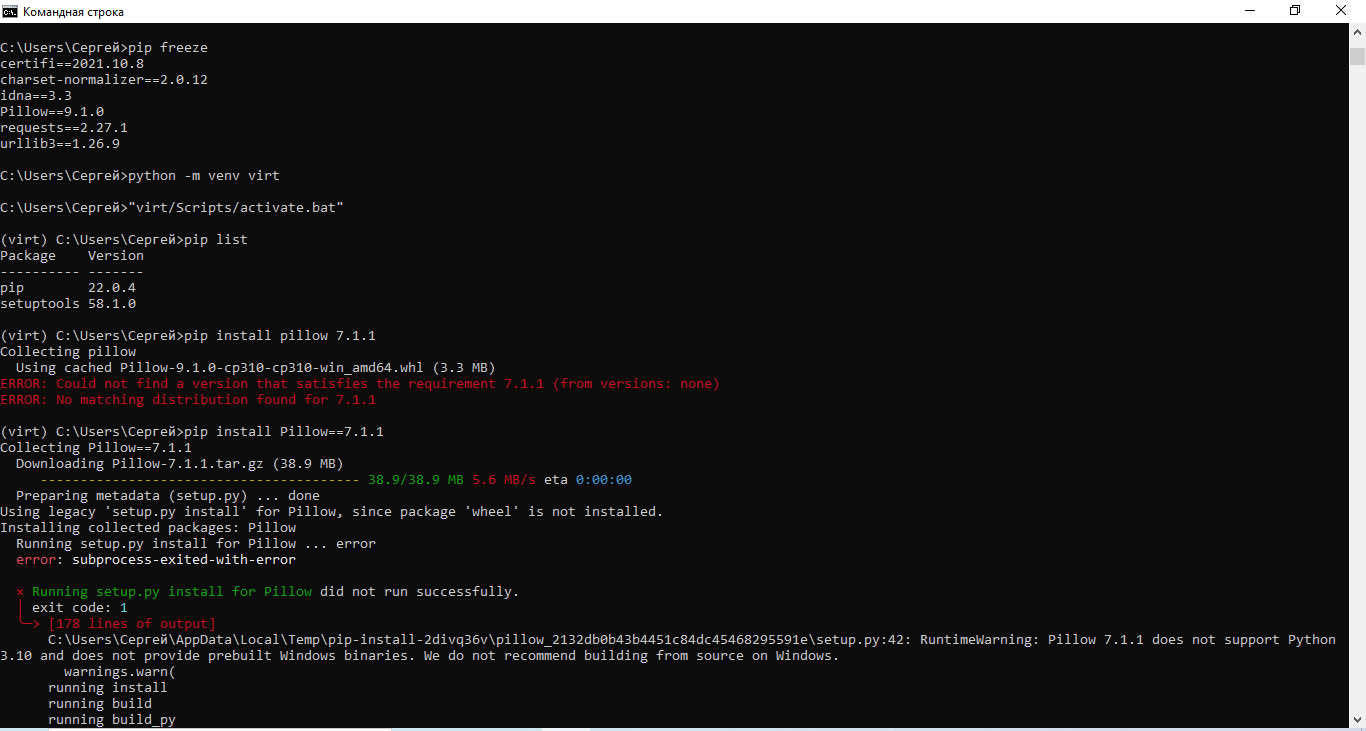 Командная строка
C:\Users\Сергей>pip freeze
certifi==2021.10.8
charset-normalizer==2.0.12
idna==3.3
Pillow==9.1.0
requests==2.27.1
urllib3==1.26.9
C:\Users\Сергей>python -m venv virt
C:\Users\Сергей>"virt/Scripts/activate.bat"
(virt) C:\Users\Сергей>pip list
Package    Version
---------- -------
pip        22.0.4
setuptools 58.1.0
(virt) C:\Users\Сергей>pip install pillow 7.1.1
Collecting pillow
  Using cached Pillow-9.1.0-cp310-cp310-win_amd64.whl (3.3 MB)
ERROR: Could not find a version that satisfies the requirement 7.1.1 (from versions: none)
ERROR: No matching distribution found for 7.1.1
(virt) C:\Users\Сергей>pip install Pillow==7.1.1
Collecting Pillow==7.1.1
  Downloading Pillow-7.1.1.tar.gz (38.9 MB)
     ---------------------------------------- 38.9/38.9 MB 5.6 MB/s eta 0:00:00
  Preparing metadata (setup.py) ... done
Using legacy 'setup.py install' for Pillow, since package 'wheel' is not installed.
Installing collected packages: Pillow
  Running setup.py install for Pillow ... error
  error: subprocess-exited-with-error
  × Running setup.py install for Pillow did not run successfully.
  │ exit code: 1
  ╰─> [178 lines of output]
      C:\Users\Сергей\AppData\Local\Temp\pip-install-2divq36v\pillow_2132db0b43b4451c84dc45468295591e\setup.py:42: RuntimeWarning: Pillow 7.1.1 does not support Python
3.10 and does not provide prebuilt Windows binaries. We do not recommend building from source on Windows.
        warnings.warn(
      running install
      running build
      running build_py